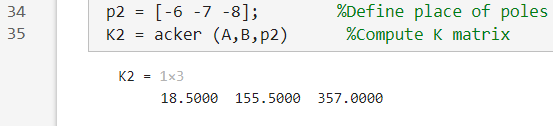 34 p2 = [-6 -7 -8]; %Define place of poles
35 K2 = acker (A,B,p2) %Compute K matrix
K2 = 1×3
18.5000 155.5000 357.0000